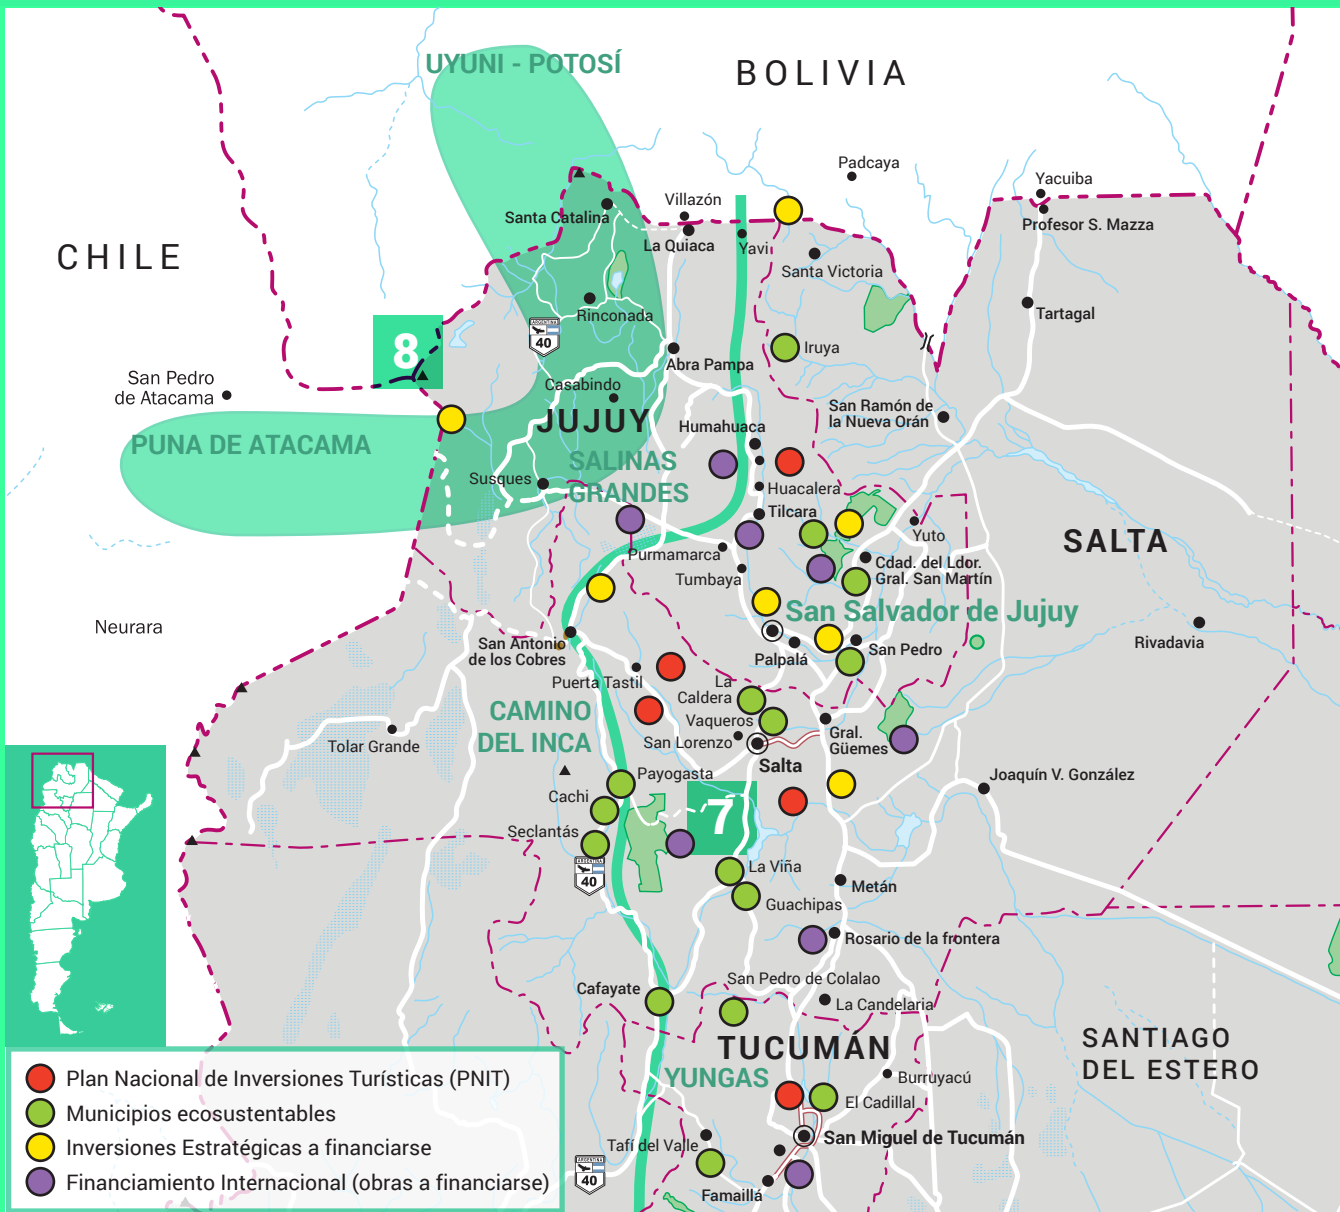 UYUNI - POTOSÍ
BOLIVIA
Padcaya
Yacuiba
Villazón
Santa Catalina
Profesor S. Mazza
CHILE
La Quiaca
Yavi
Santa Victoria
Rinconada
Tartagal
ARGENTINA
40
8
Iruya
Abra Pampa
San Pedro
de Atacama
Casabindo
San Ramón de
la Nueva Orán
JUJUY
Humahuaca
PUNA DE ATACAMA
SALINAS
GRANDES
Susques
Huacalera
Tilcara
Yuto
SALTA
Purmamarca
Tumbaya
Cdad. del Ldor.
Gral. San Martín
San Salvador de Jujuy
Neurara
San Antonio
de los Cobres
Palpalá
San Pedro
Rivadavia
Puerta Tastil
La
Caldera
CAMINO
DEL INCA
Vaqueros
San Lorenzo
Gral.
Güemes
Tolar Grande
Salta
Payogasta
Joaquín V. González
Cachi
7
Seclantás
ARGENTINA
40
La Viña
Metán
Guachipas
Rosario de la frontera
San Pedro de Colalao
Cafayate
La Candelaria
TUCUMÁN
SANTIAGO
DEL ESTERO
YUNGAS
Burruyacú
El Cadillal
San Miguel de Tucumán
Tafí del Valle
ARGENTINA
40
Famaillá
Plan Nacional de Inversiones Turísticas (PNIT)
Municipios ecosustentables
Inversiones Estratégicas a financiarse
Financiamiento Internacional (obras a financiarse)